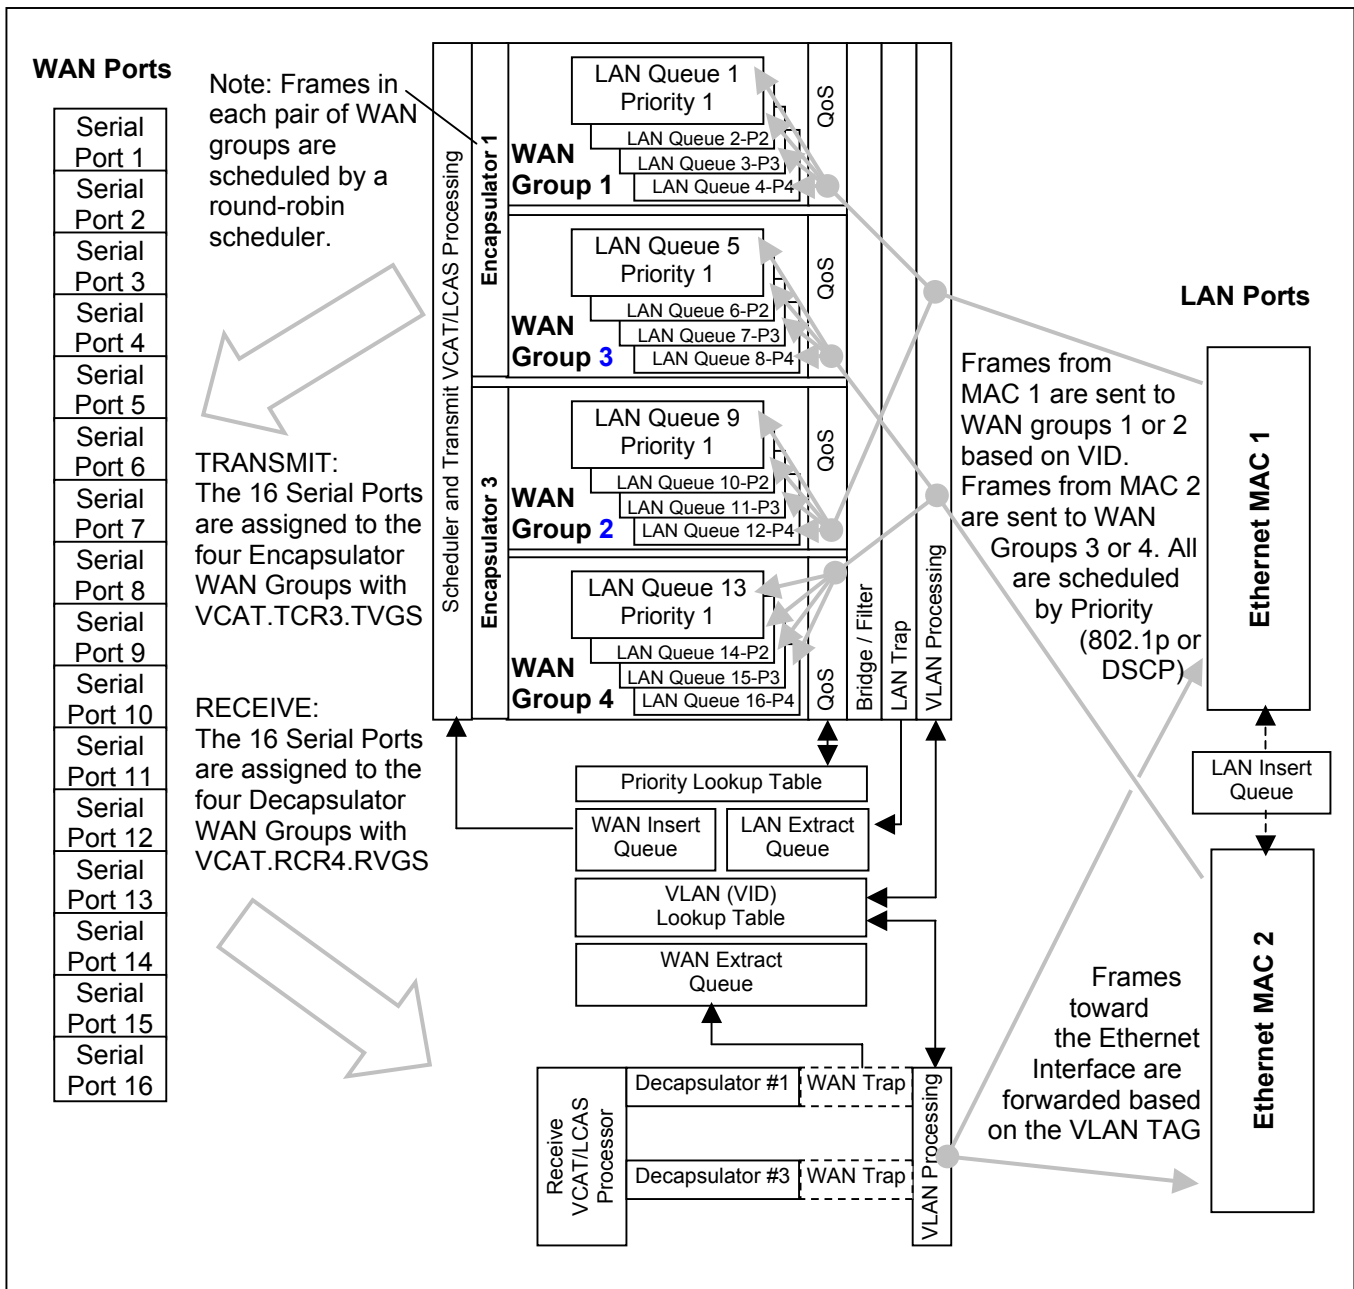 WAN Ports
Serial
Port 1
Serial
Port 2
Serial
Port 3
Serial
Port 4
Serial
Port 5
Serial
Port 6
Serial
Port 7
Serial
Port 8
Serial
Port 9
Serial
Port 10
Serial
Port 11
Serial
Port 12
Serial
Port 13
Serial
Port 14
Serial
Port 15
Serial
Port 16
Note: Frames in
each pair of WAN
groups are
scheduled by a
round-robin
scheduler.
TRANSMIT:
The 16 Serial Ports
are assigned to the
four Encapsulator
WAN Groups with
VCAT.TCR3.TVGS
RECEIVE:
The 16 Serial Ports
are assigned to the
four Decapsulator
WAN Groups with
VCAT.RCR4.RVGS
Scheduler and Transmit VCAT/LCAS Processing
Encapsulator 1
WAN
Group 1
LAN Queue 1
Priority 1
LAN Queue 2-P2
LAN Queue 3-P3
LAN Queue 4-P4
QoS
WAN
Group 3
LAN Queue 5
Priority 1
LAN Queue 6-P2
LAN Queue 7-P3
LAN Queue 8-P4
QoS
Encapsulator 3
WAN
Group 2
LAN Queue 9
Priority 1
LAN Queue 10-P2
LAN Queue 11-P3
LAN Queue 12-P4
QoS
WAN
Group 4
LAN Queue 13
Priority 1
LAN Queue 14-P2
LAN Queue 15-P3
LAN Queue 16-P4
QoS
Bridge / Filter
LAN Trap
VLAN Processing
Priority Lookup Table
WAN Insert
Queue
LAN Extract
Queue
VLAN (VID)
Lookup Table
WAN Extract
Queue
Receive
VCAT/LCAS
Processor
Decapsulator #1
WAN Trap
Decapsulator #3
WAN Trap
VLAN Processing
LAN Ports
Frames from
MAC 1 are sent to
WAN groups 1 or 2
based on VID.
Frames from MAC 2
are sent to WAN
Groups 3 or 4. All
are scheduled
by Priority
(802.1p or
DSCP)
Ethernet MAC 1
LAN Insert
Queue
Ethernet MAC 2
Frames
toward
the Ethernet
Interface are
forwarded based
on the VLAN TAG